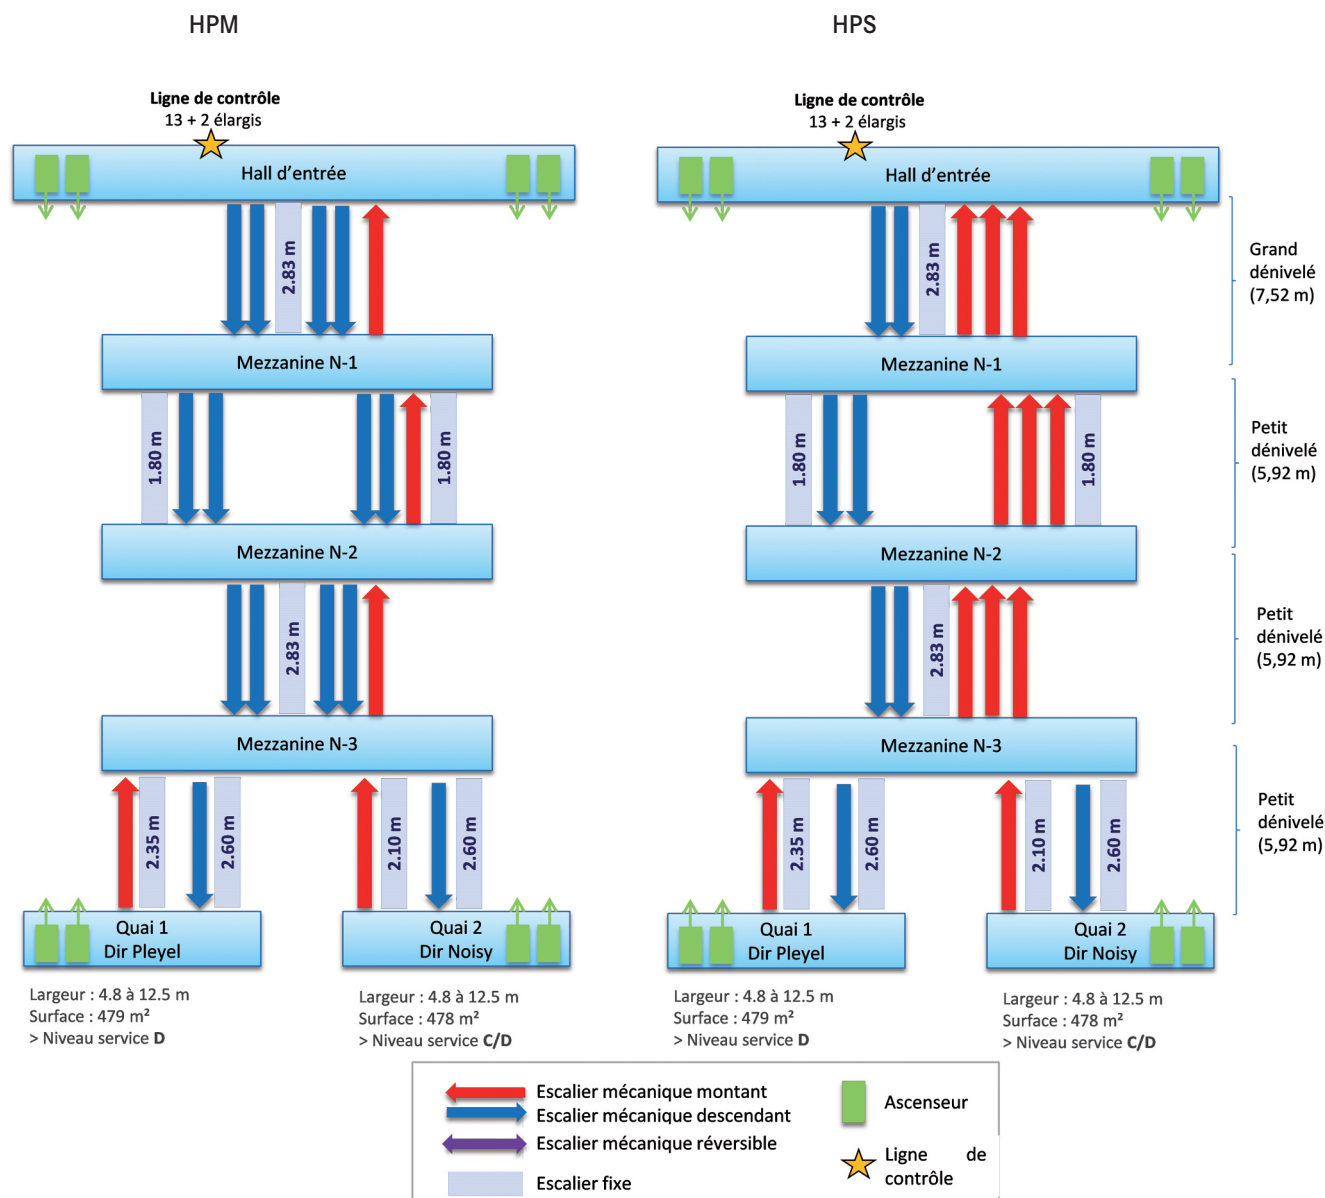 HPM
HPS
Ligne de contrôle
13 + 2 élargis
Hall d'entrée
2.83 m
Mezzanine N-1
1.80 m
1.80 m
Mezzanine N-2
2.83 m
Mezzanine N-3
2.35 m
2.60 m
2.10 m
2.60 m
Quai 1
Dir Pleyel
Quai 2
Dir Noisy
Largeur : 4.8 à 12.5 m
Surface : 479 m²
> Niveau service D
Largeur : 4.8 à 12.5 m
Surface : 478 m²
> Niveau service C/D
Ligne de contrôle
13 + 2 élargis
Hall d'entrée
2.83 m
Mezzanine N-1
1.80 m
1.80 m
Mezzanine N-2
2.83 m
Mezzanine N-3
2.35 m
2.60 m
2.10 m
2.60 m
Quai 1
Dir Pleyel
Quai 2
Dir Noisy
Largeur : 4.8 à 12.5 m
Surface : 479 m²
> Niveau service D
Largeur : 4.8 à 12.5 m
Surface : 478 m²
> Niveau service C/D
Grand
dénivelé
(7,52 m)
Petit
dénivelé
(5,92 m)
Petit
dénivelé
(5,92 m)
Petit
dénivelé
(5,92 m)
Escalier mécanique montant
Escalier mécanique descendant
Escalier mécanique réversible
Escalier fixe
Ascenseur
Ligne de
contrôle